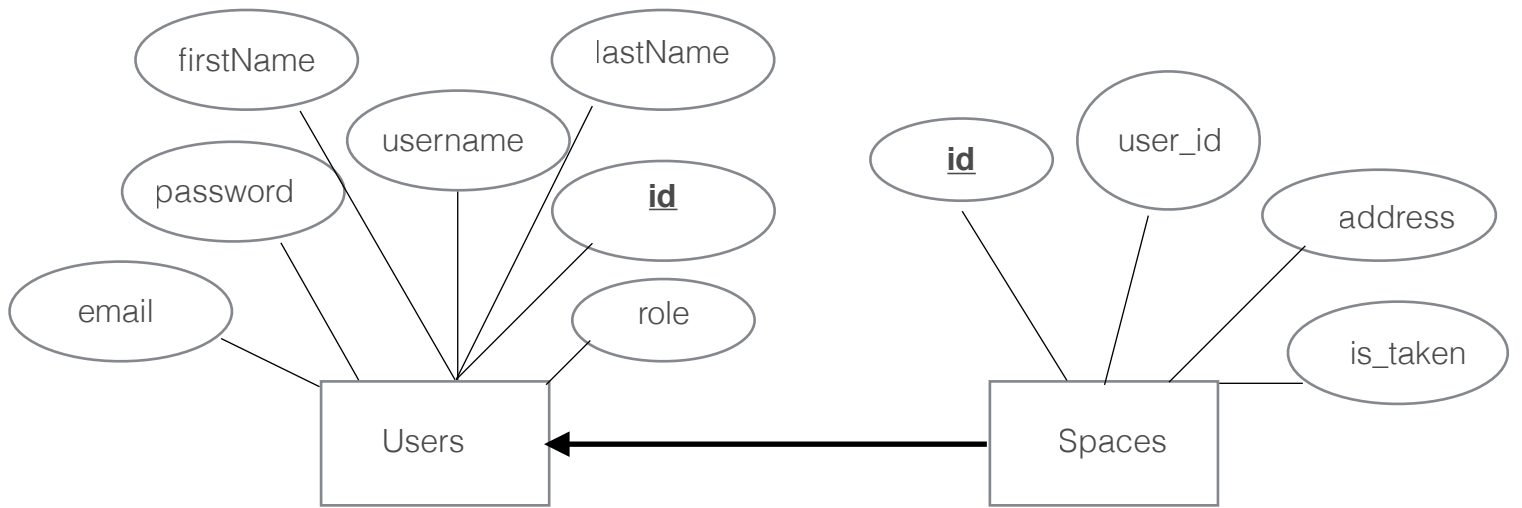 firstName
lastName
username
password
id
email
role
Users
id
user_id
address
is_taken
Spaces